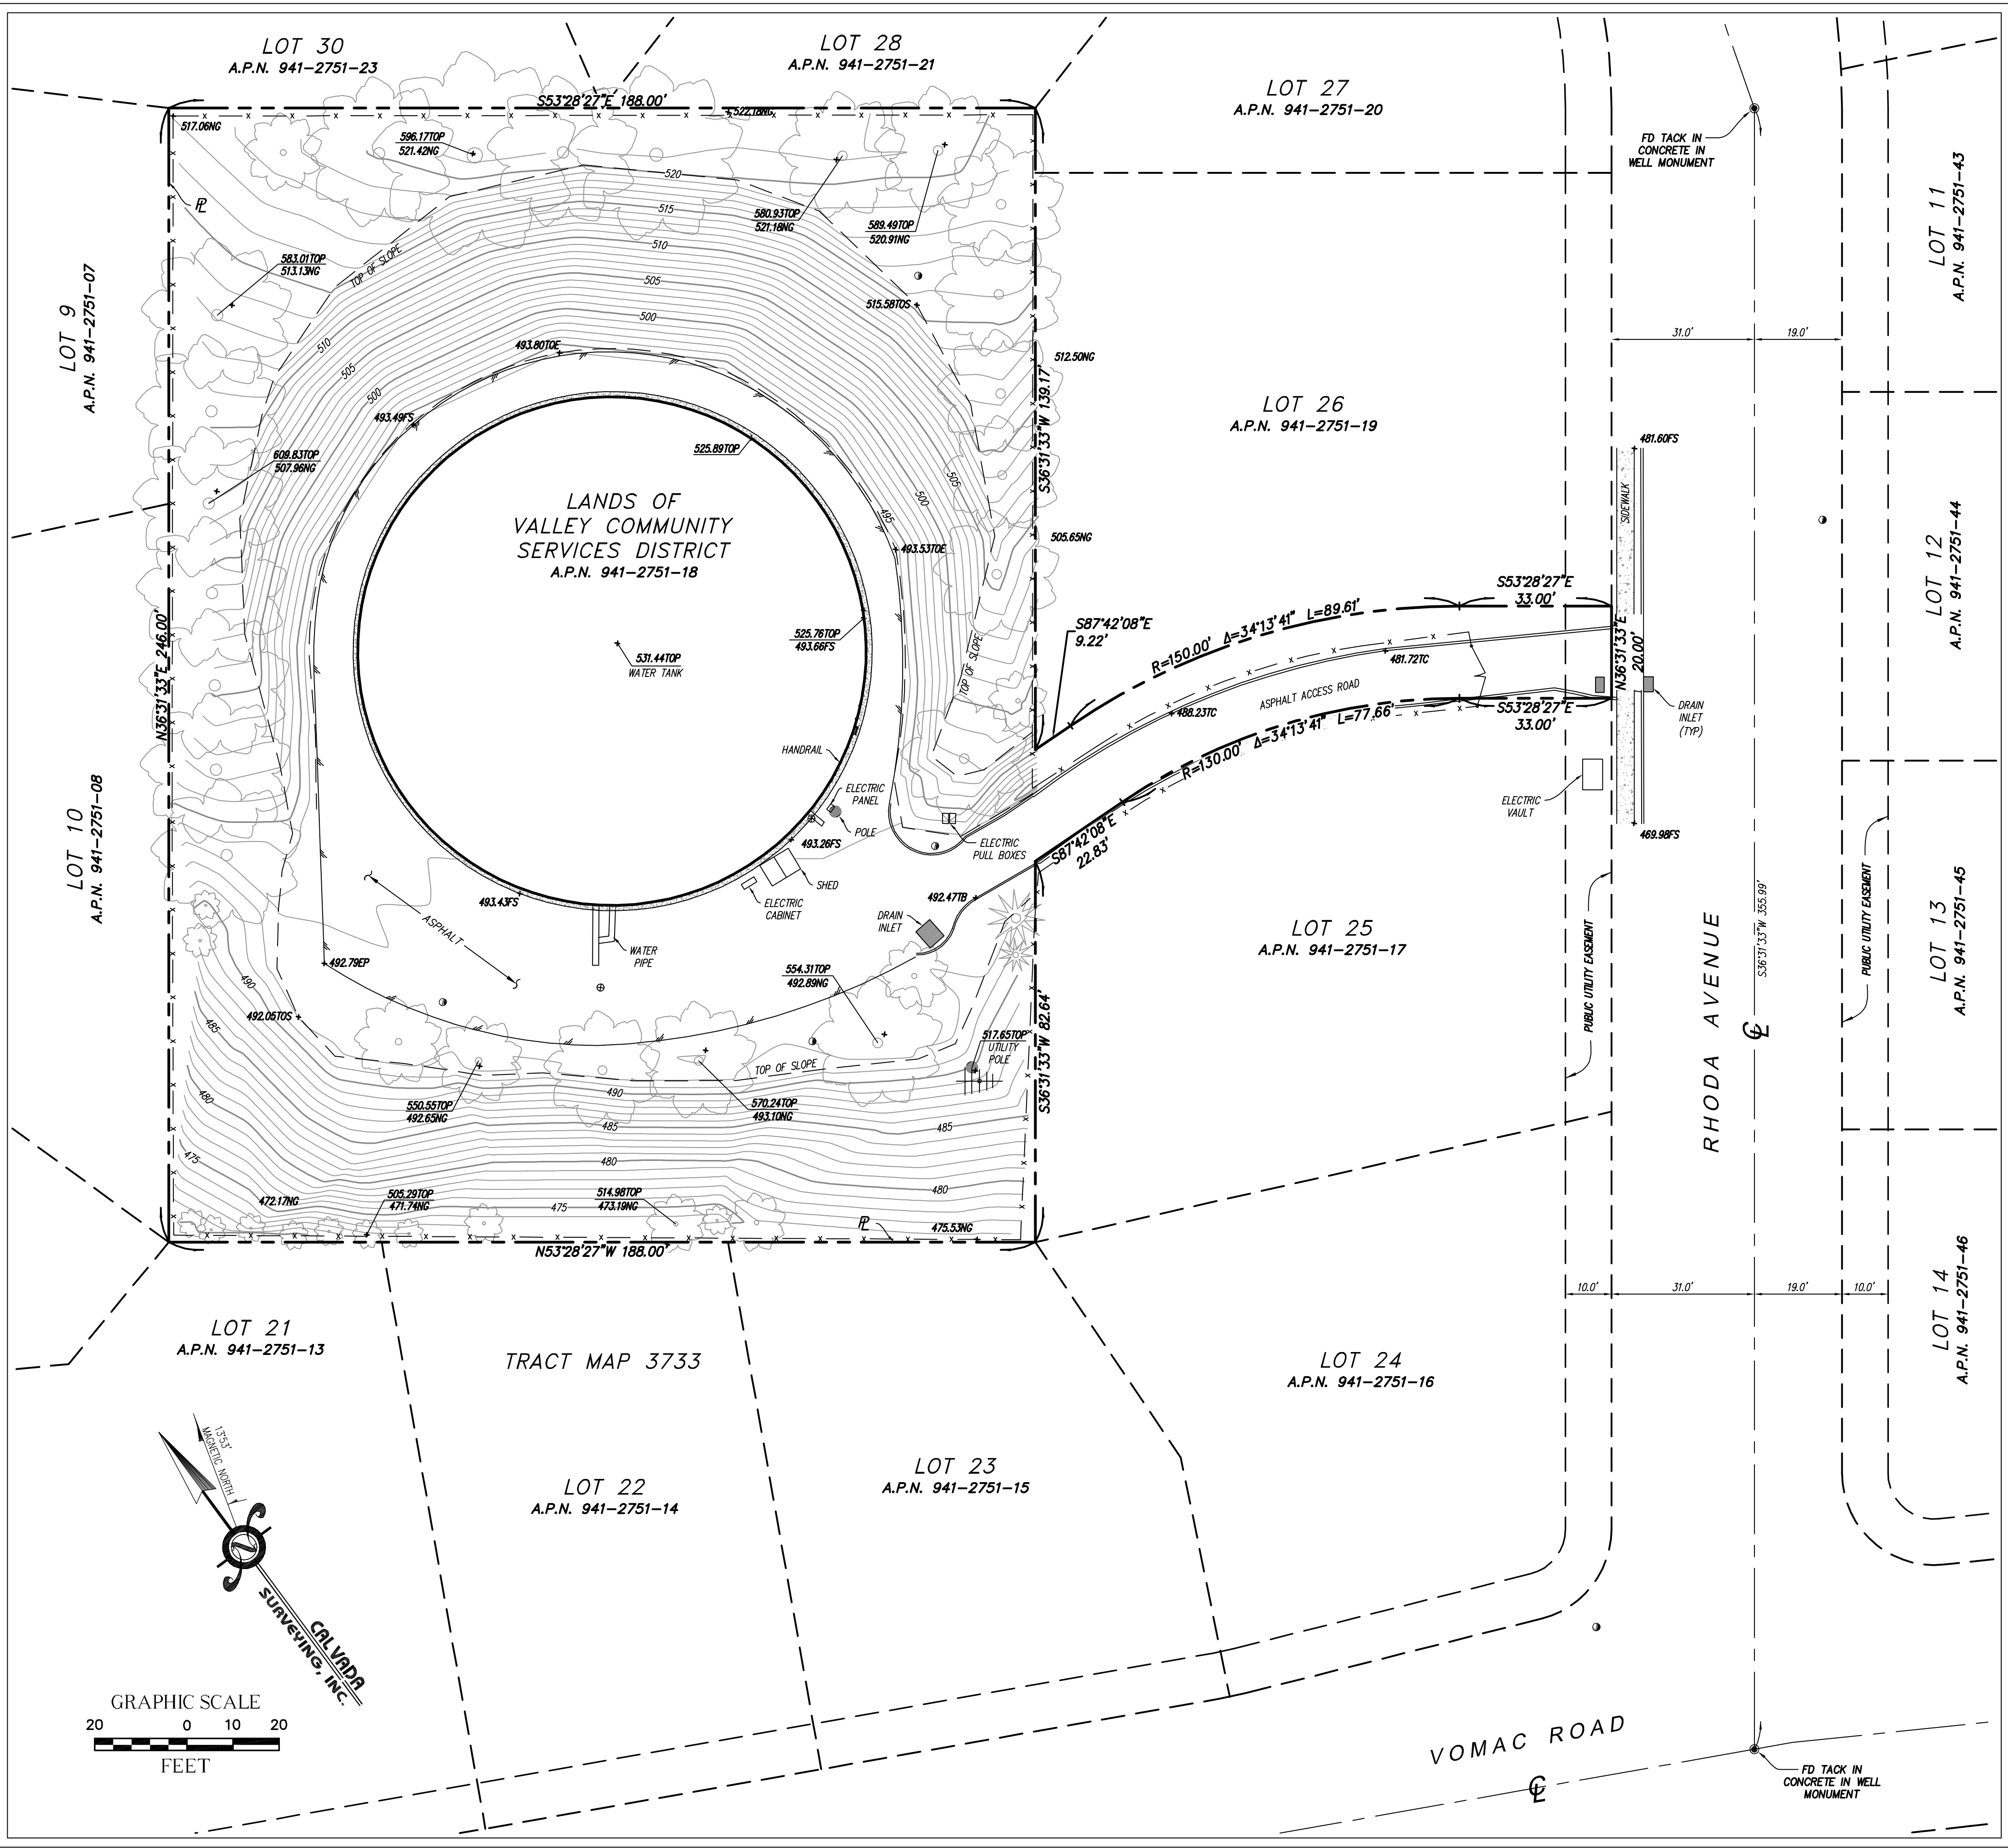 LOT 30
A.P.N. 941-2751-23
LOT 28
A.P.N. 941-2751-21
LOT 27
A.P.N. 941-2751-20
S53°28'27"E 188.00'
517.06NG
522.18NG
596.17TOP
521.42NG
580.93TOP
521.18NG
589.49TOP
520.91NG
583.01TOP
513.13NG
PL
TOP OF SLOPE
520
515
510
505
500
510
505
500
515.58TOS
493.80TOE
493.49FS
512.50NG
S36°31'33"W 139.17'
505.65NG
FD TACK IN
CONCRETE IN
WELL MONUMENT
LOT 11
A.P.N. 941-2751-43
31.0'
19.0'
LOT 9
A.P.N. 941-2751-07
LOT 26
A.P.N. 941-2751-19
481.60FS
SIDEWALK
609.83TOP
507.96NG
525.89TOP
505
500
495
493.53TOE
LANDS OF
VALLEY COMMUNITY
SERVICES DISTRICT
A.P.N. 941-2751-18
LOT 12
A.P.N. 941-2751-44
N36°31'33"E 246.00'
525.76TOP
493.66FS
531.44TOP
WATER TANK
TOP OF SLOPE
S87°42'08"E
9.22'
R=150.00' Δ=34°13'41" L=89.61'
S53°28'27"E
33.00'
N36°31'33"E
20.00'
481.72TC
ASPHALT ACCESS ROAD
488.23TC
R=130.00' Δ=34°13'41" L=77.66'
S53°28'27"E
33.00'
DRAIN
INLET
(TYP)
HANDRAIL
ELECTRIC
PANEL
POLE
493.26FS
ELECTRIC
PULL BOXES
SHED
ELECTRIC
CABINET
S87°42'08"E
22.83'
ELECTRIC
VAULT
469.98FS
LOT 10
A.P.N. 941-2751-08
ASPHALT
493.43FS
WATER
PIPE
492.47TB
DRAIN
INLET
492.79EP
492.05TOS
554.31TOP
492.89NG
517.65TOP
UTILITY
POLE
TOP OF SLOPE
S36°31'33"W 82.64'
LOT 25
A.P.N. 941-2751-17
PUBLIC UTILITY EASEMENT
RHODA AVENUE
S36°31'33"W 355.99'
CL
PUBLIC UTILITY EASEMENT
LOT 13
A.P.N. 941-2751-45
490
485
480
475
550.55TOP
492.65NG
570.24TOP
493.10NG
490
485
480
475
485
480
472.17NG
505.29TOP
471.74NG
514.98TOP
473.19NG
PL
475.53NG
N53°28'27"W 188.00'
10.0'
31.0'
19.0'
10.0'
LOT 14
A.P.N. 941-2751-46
LOT 21
A.P.N. 941-2751-13
TRACT MAP 3733
LOT 24
A.P.N. 941-2751-16
LOT 22
A.P.N. 941-2751-14
LOT 23
A.P.N. 941-2751-15
13°53'
MAGNETIC NORTH
N
CALVADA
SURVEYING, INC.
GRAPHIC SCALE
20 0 10 20
FEET
VOMAC ROAD
CL
FD TACK IN
CONCRETE IN WELL
MONUMENT